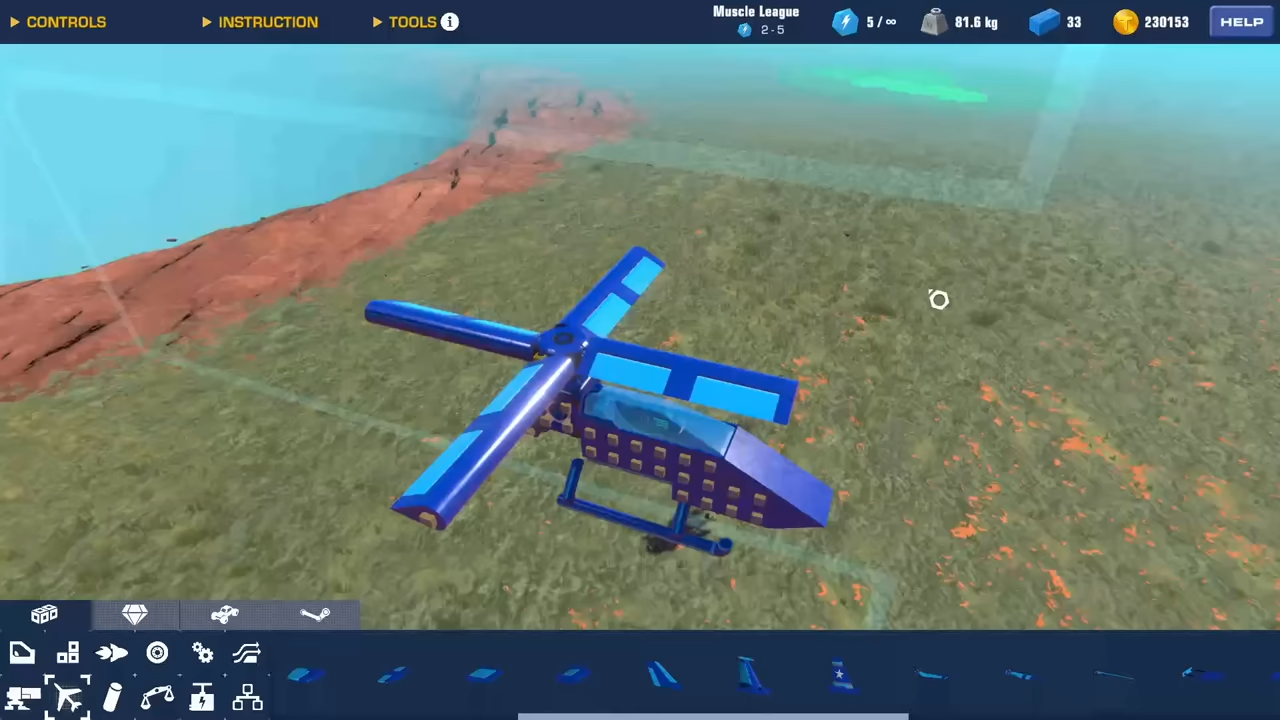 CONTROLS
INSTRUCTION
TOOLS
Muscle League
2 - 5
5 / ∞
81.6 kg
33
230153
HELP